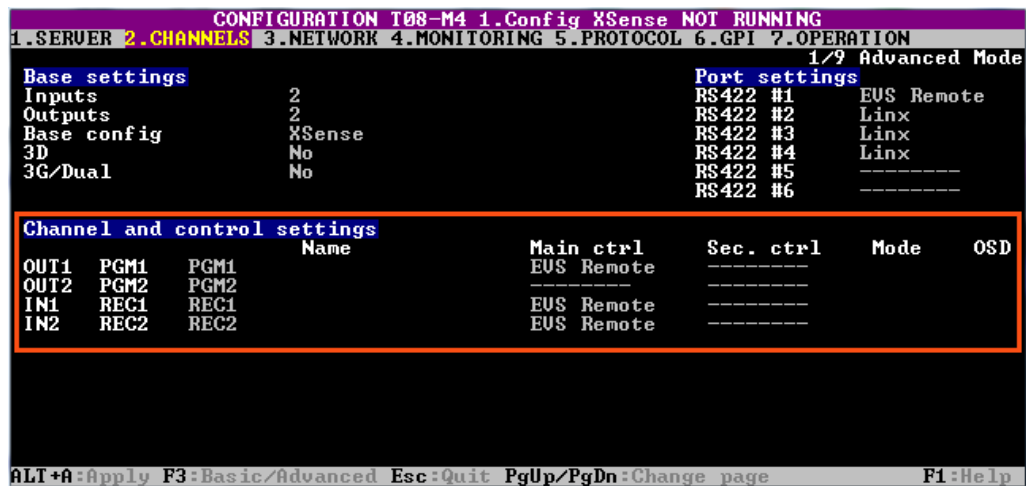 CONFIGURATION T08-M4 1.Config XSense NOT RUNNING
1.SERVER 2.CHANNELS 3.NETWORK 4.MONITORING 5.PROTOCOL 6.GPI 7.OPERATION
1/9 Advanced Mode
Base settings Port settings
Inputs 2 RS422 #1 EVS Remote
Outputs 2 RS422 #2 Linx
Base config XSense RS422 #3 Linx
3D No RS422 #4 Linx
3G/Dual No RS422 #5 --------
RS422 #6 --------
Channel and control settings
Name Main ctrl Sec. ctrl Mode OSD
OUT1 PGM1 PGM1 EVS Remote --------
OUT2 PGM2 PGM2 -------- --------
IN1 REC1 REC1 EVS Remote --------
IN2 REC2 REC2 EVS Remote --------
ALT+A:Apply F3:Basic/Advanced Esc:Quit PgUp/PgDn:Change page F1:Help